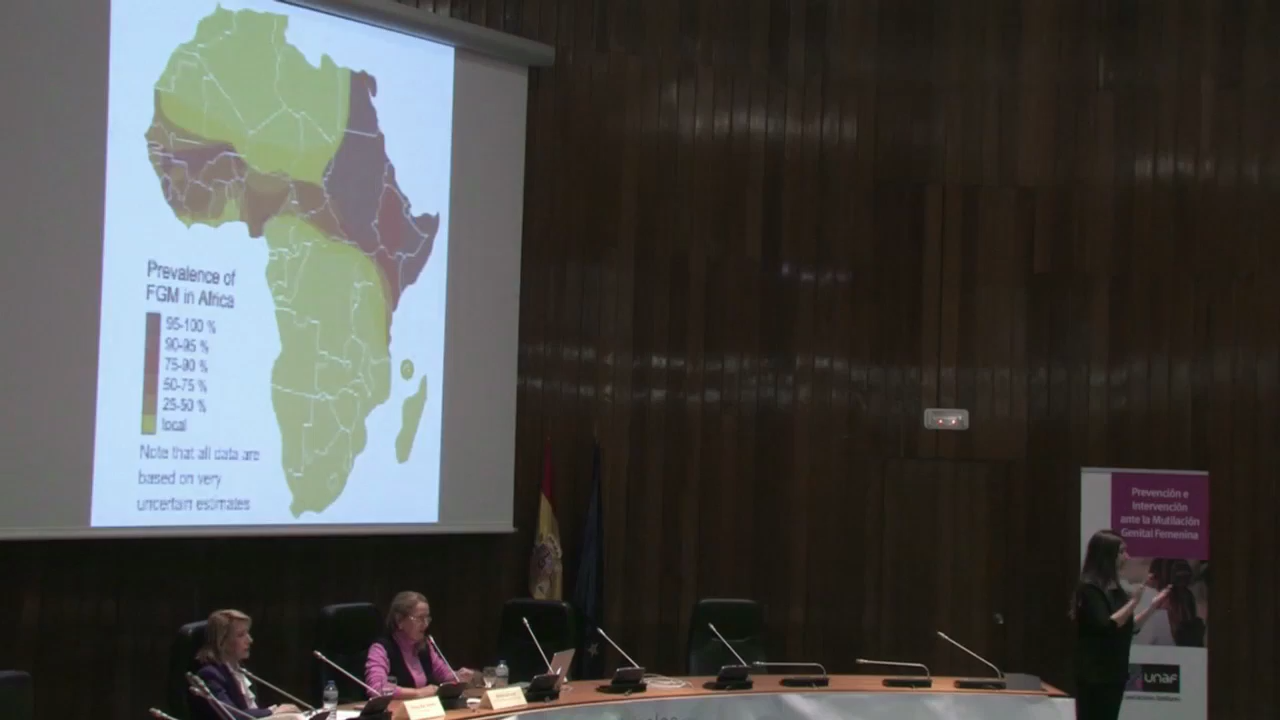 Prevalence of
FGM in Africa
95-100 %
90-95 %
75-90 %
50-75 %
25-50 %
local
Note that all data are
based on very
uncertain estimates
Prevención e
Intervención
ante la Mutilación
Genital Femenina
unaf